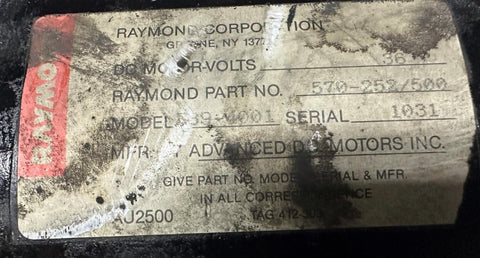 RAYMOND
RAYMOND CORPORATION
GREENE, NY
DC MOTOR-VOLTS 36
RAYMOND PART NO. 570-252/500
MODEL SERIAL 1031
MFR. ADVANCED DC MOTORS INC.
GIVE PART NO. MODEL SERIAL & MFR.
IN ALL CORRESPONDENCE
AU2500 TAG